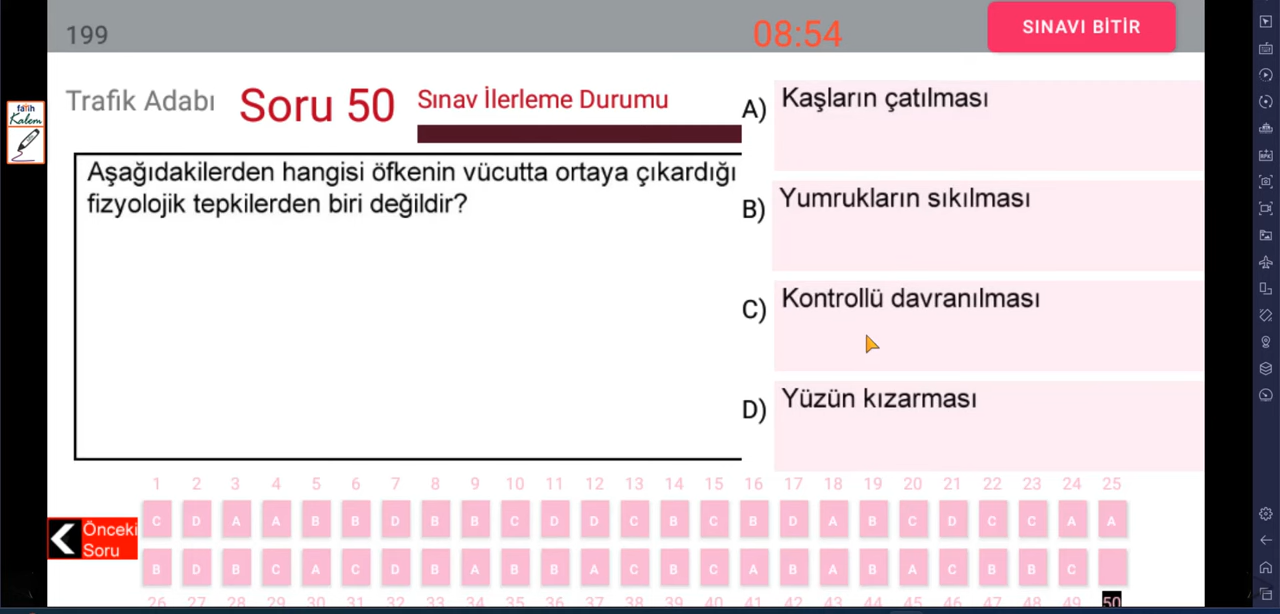 199
08:54
SINAVI BİTİR
fatih
Kalem
Trafik Adabı
Soru 50
Sınav İlerleme Durumu
Aşağıdakilerden hangisi öfkenin vücutta ortaya çıkardığı
fizyolojik tepkilerden biri değildir?
A) Kaşların çatılması
B) Yumrukların sıkılması
C) Kontrollü davranılması
D) Yüzün kızarması
1 2 3 4 5 6 7 8 9 10 11 12 13 14 15 16 17 18 19 20 21 22 23 24 25
C D A A B B D B B C D D C B C B D A B C D C C A A
Önceki
Soru
B D B C A C D B A B B A C B C A B A B A C B B C
26 27 28 29 30 31 32 33 34 35 36 37 38 39 40 41 42 43 44 45 46 47 48 49 50